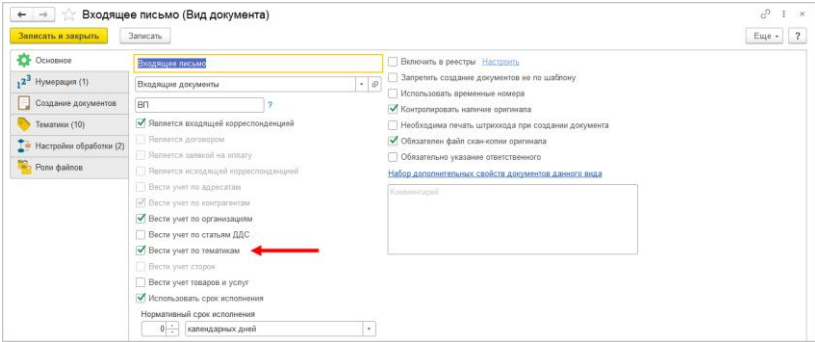 Входящее письмо (Вид документа)
Записать и закрыть
Записать
Еще
?
Основное
Нумерация (1)
Создание документов
Тематики (10)
Настройки обработки (2)
Роли файлов
Входящее письмо
Входящие документы
ВП
?
Является входящей корреспонденцией
Является договором
Является заявкой на оплату
Является исходящей корреспонденцией
Вести учет по адресатам
Вести учет по контрагентам
Вести учет по организациям
Вести учет по статьям ДДС
Вести учет по тематикам
Вести учет сторон
Вести учет товаров и услуг
Использовать срок исполнения
Нормативный срок исполнения
0 календарных дней
Включить в реестры Настроить
Запретить создание документов не по шаблону
Использовать временные номера
Контролировать наличие оригинала
Необходима печать штрихкода при создании документа
Обязателен файл скан-копии оригинала
Обязательно указание ответственного
Набор дополнительных свойств документов данного вида
Комментарий